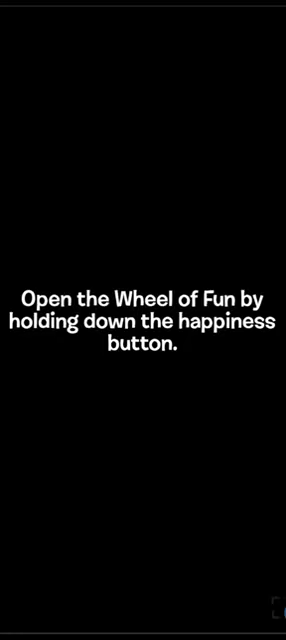 Open the Wheel of Fun by
holding down the happiness
button.